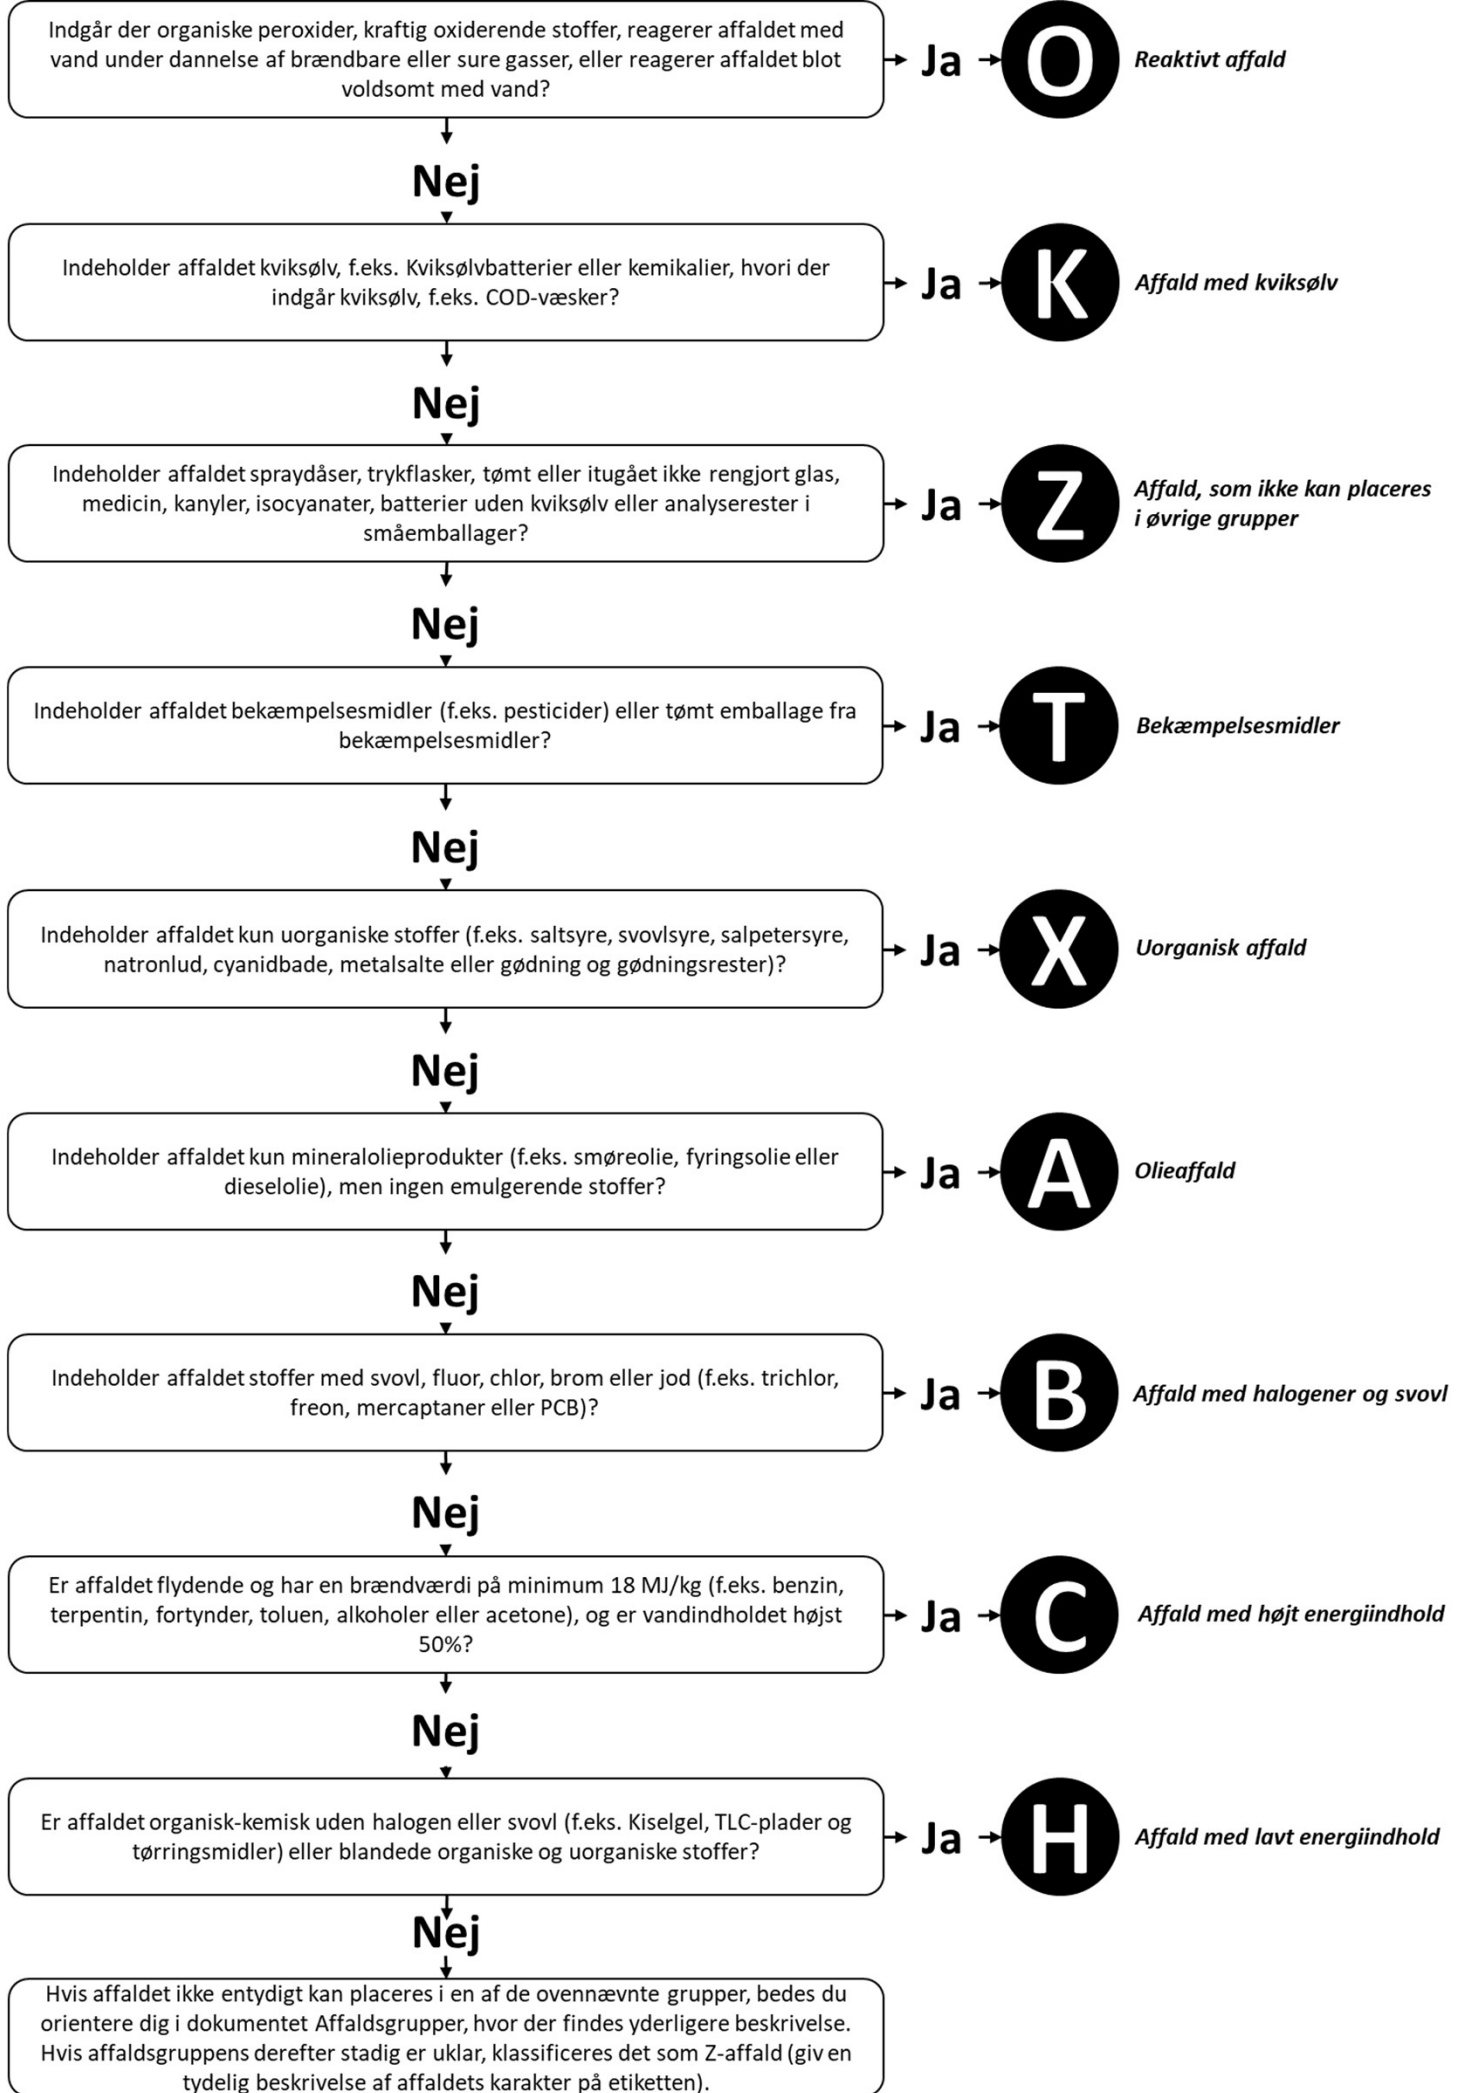 Indgår der organiske peroxider, kraftig oxiderende stoffer, reagerer affaldet med
vand under dannelse af brændbare eller sure gasser, eller reagerer affaldet blot
voldsomt med vand?
Ja
O
Reaktivt affald
Nej
Indeholder affaldet kviksølv, f.eks. Kviksølvbatterier eller kemikalier, hvori der
indgår kviksølv, f.eks. COD-væsker?
Ja
K
Affald med kviksølv
Nej
Indeholder affaldet spraydåser, trykflasker, tømt eller itugået ikke rengjort glas,
medicin, kanyler, isocyanater, batterier uden kviksølv eller analyserester i
småemballager?
Ja
Z
Affald, som ikke kan placeres
i øvrige grupper
Nej
Indeholder affaldet bekæmpelsesmidler (f.eks. pesticider) eller tømt emballage fra
bekæmpelsesmidler?
Ja
T
Bekæmpelsesmidler
Nej
Indeholder affaldet kun uorganiske stoffer (f.eks. saltsyre, svovlsyre, salpetersyre,
natronlud, cyanidbade, metalsalte eller gødning og gødningsrester)?
Ja
X
Uorganisk affald
Nej
Indeholder affaldet kun mineralolieprodukter (f.eks. smøreolie, fyringsolie eller
dieselolie), men ingen emulgerende stoffer?
Ja
A
Olieaffald
Nej
Indeholder affaldet stoffer med svovl, fluor, chlor, brom eller jod (f.eks. trichlor,
freon, mercaptaner eller PCB)?
Ja
B
Affald med halogener og svovl
Nej
Er affaldet flydende og har en brændværdi på minimum 18 MJ/kg (f.eks. benzin,
terpentin, fortynder, toluen, alkoholer eller acetone), og er vandindholdet højst
50%?
Ja
C
Affald med højt energiindhold
Nej
Er affaldet organisk-kemisk uden halogen eller svovl (f.eks. Kiselgel, TLC-plader og
tørringsmidler) eller blandede organiske og uorganiske stoffer?
Ja
H
Affald med lavt energiindhold
Nej
Hvis affaldet ikke entydigt kan placeres i en af de ovennævnte grupper, bedes du
orientere dig i dokumentet Affaldsgrupper, hvor der findes yderligere beskrivelse.
Hvis affaldsgruppens derefter stadig er uklar, klassificeres det som Z-affald (giv en
tydelig beskrivelse af affaldets karakter på etiketten).